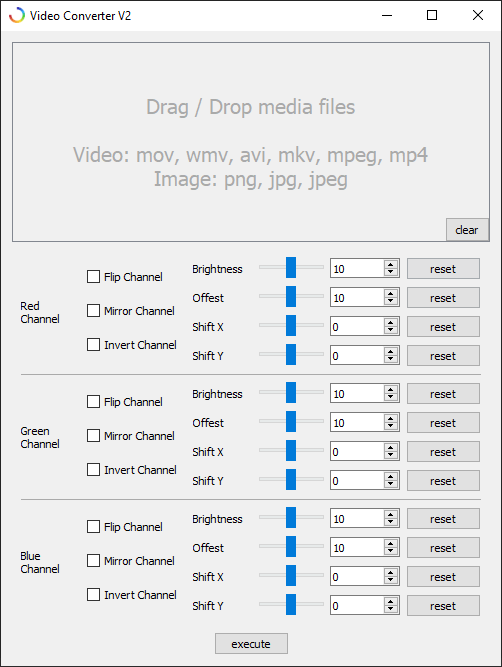 Video Converter V2
Drag / Drop media files
Video: mov, wmv, avi, mkv, mpeg, mp4
Image: png, jpg, jpeg
clear
Red
Channel
Flip Channel
Mirror Channel
Invert Channel
Brightness 10 reset
Offest 10 reset
Shift X 0 reset
Shift Y 0 reset
Green
Channel
Flip Channel
Mirror Channel
Invert Channel
Brightness 10 reset
Offest 10 reset
Shift X 0 reset
Shift Y 0 reset
Blue
Channel
Flip Channel
Mirror Channel
Invert Channel
Brightness 10 reset
Offest 10 reset
Shift X 0 reset
Shift Y 0 reset
execute